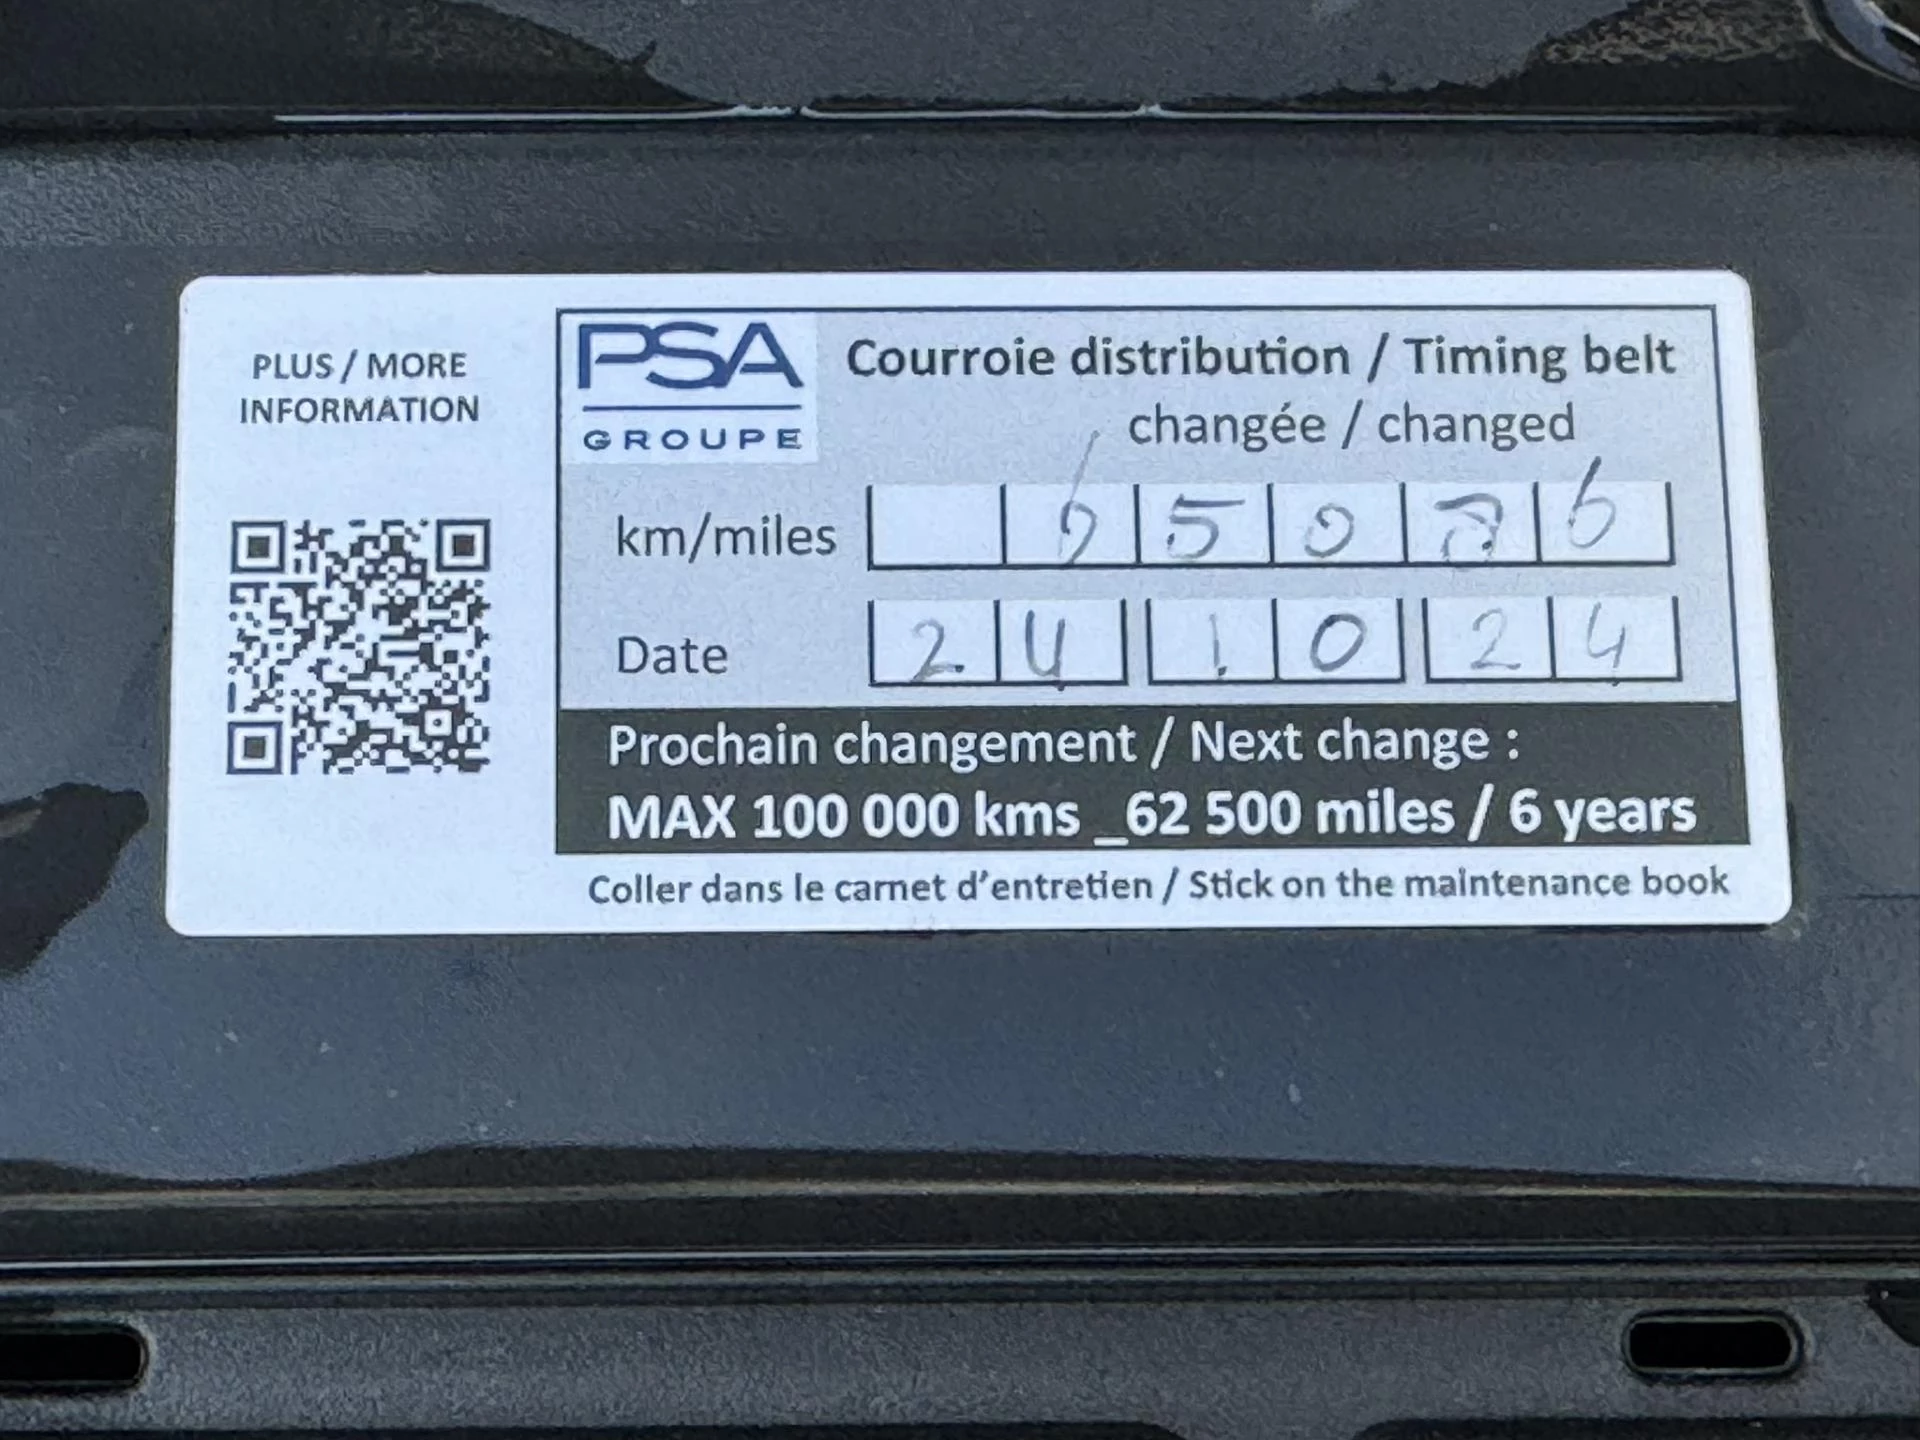 PLUS / MORE
INFORMATION
PSA
GROUPE
Courroie distribution / Timing belt
changée / changed
km/miles
Date 24 10 24
Prochain changement / Next change :
MAX 100 000 kms _62 500 miles / 6 years
Coller dans le carnet d'entretien / Stick on the maintenance book